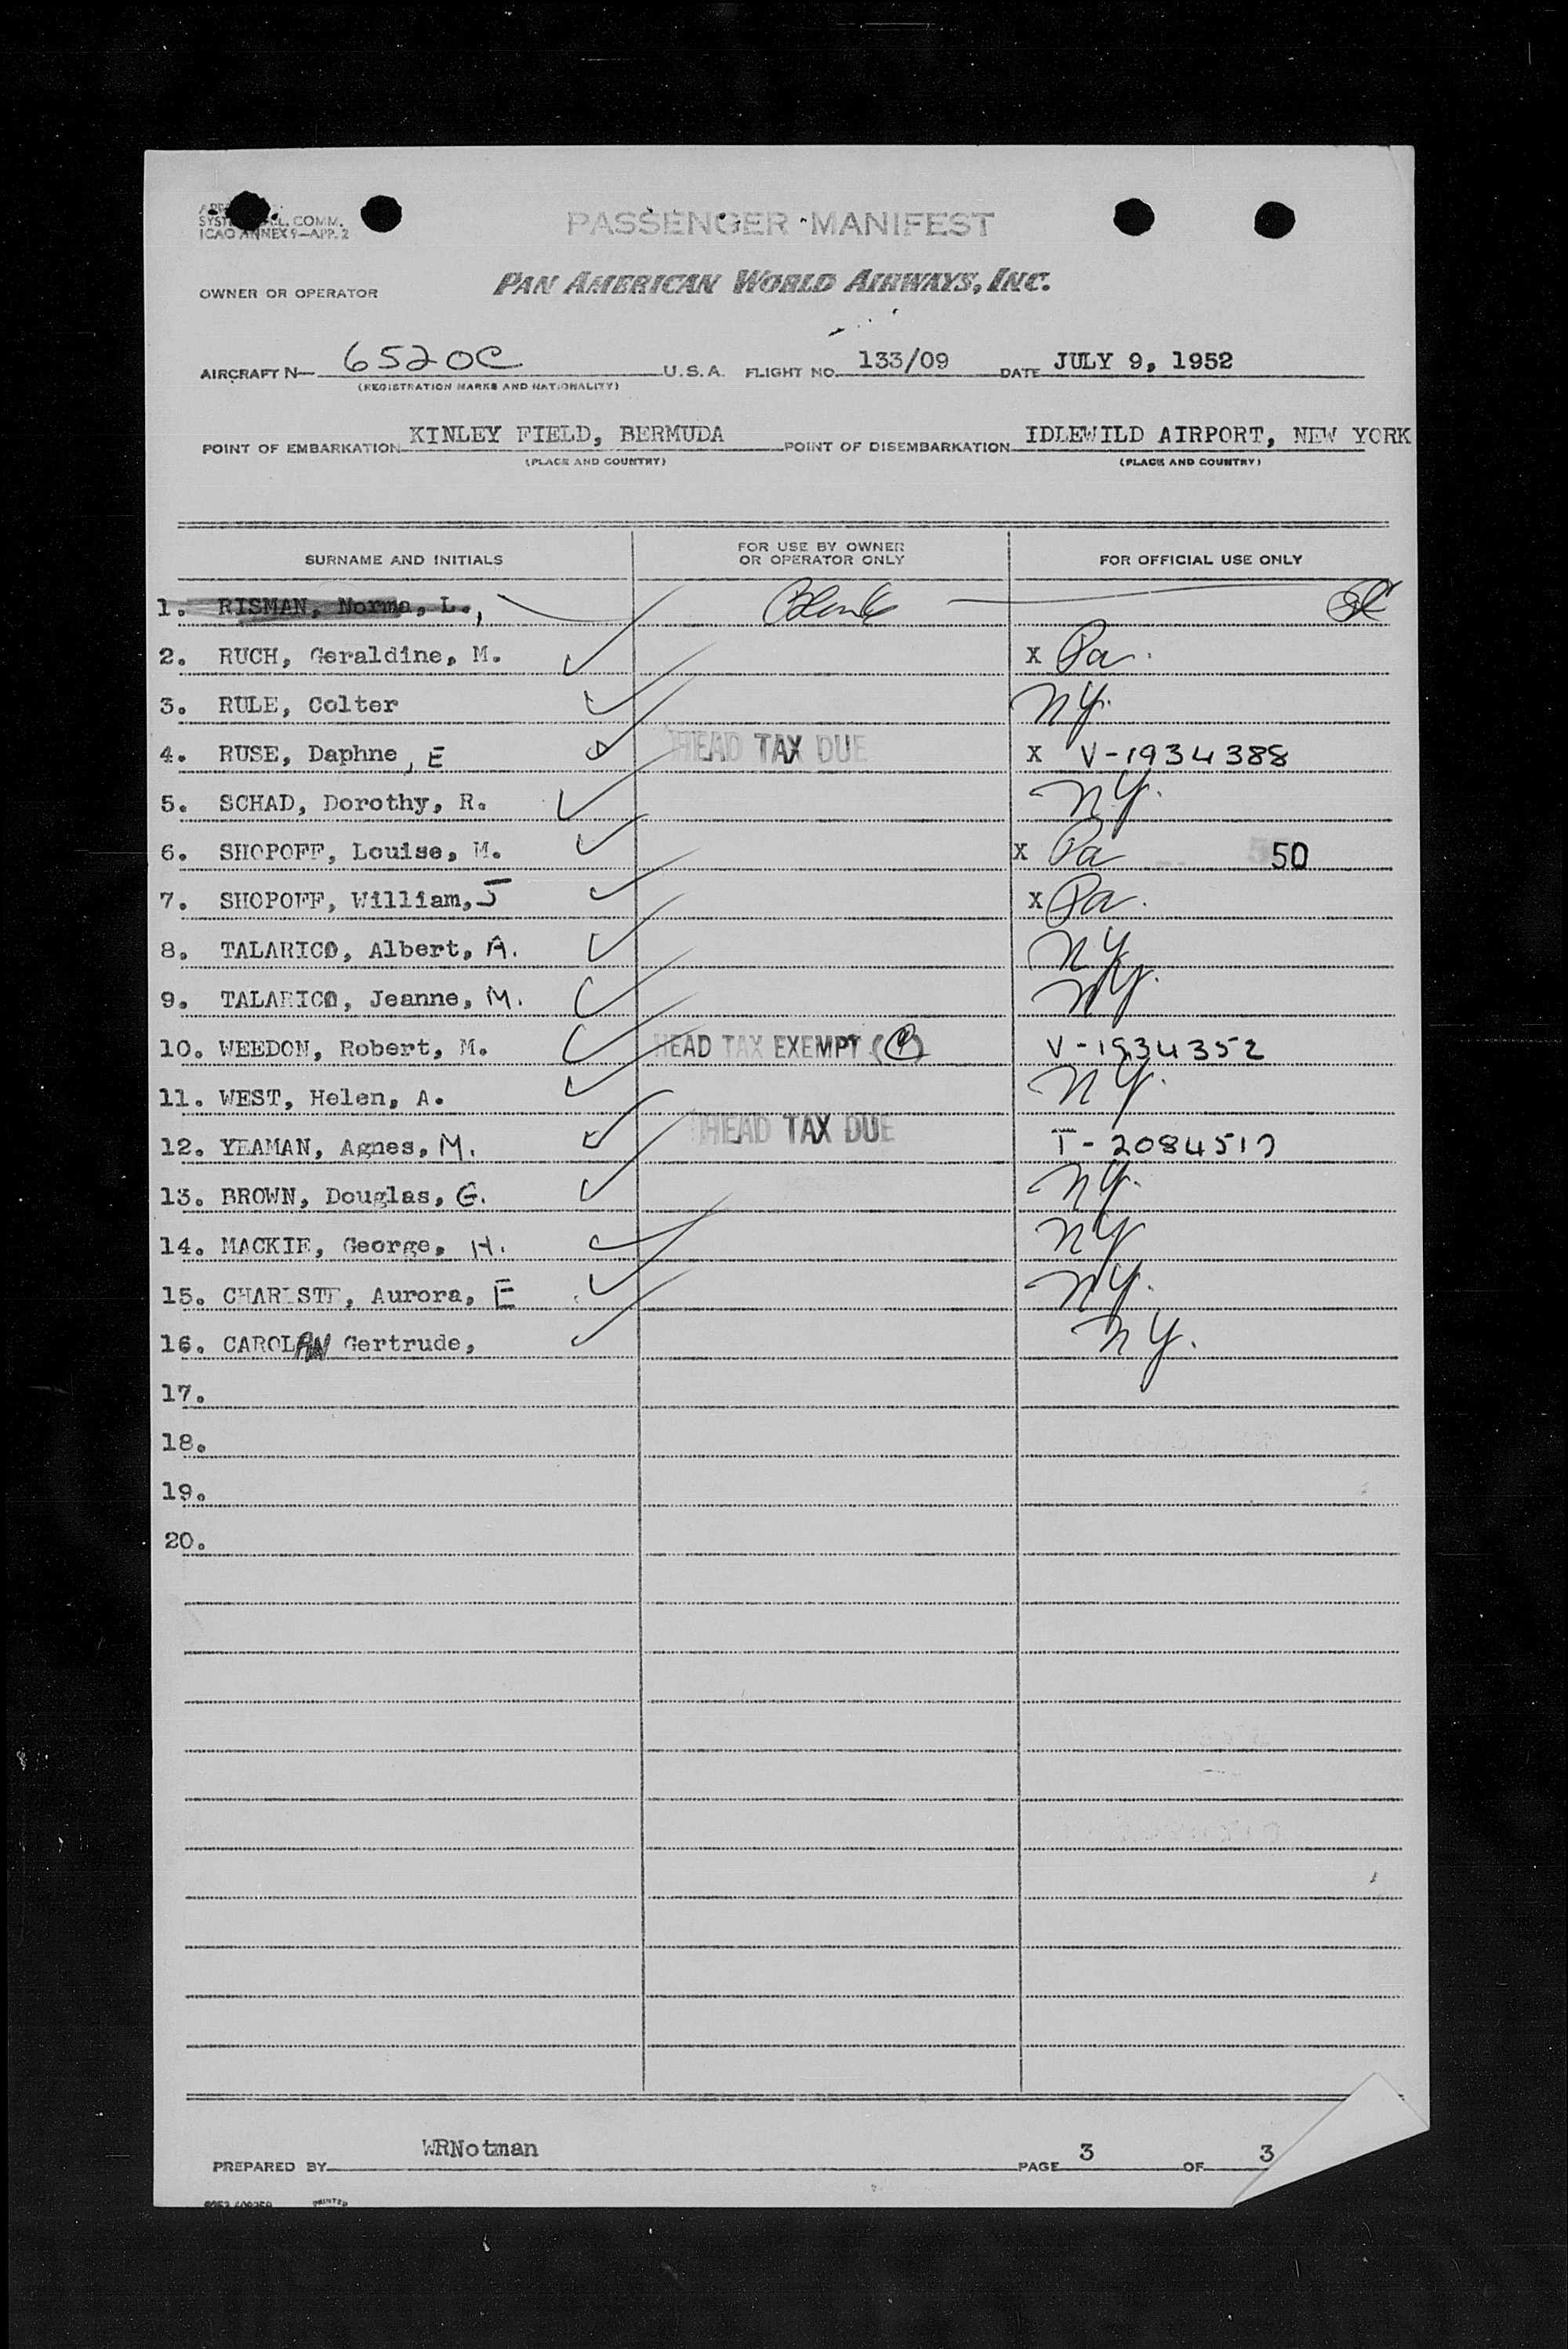 L. COMM.
ICAO ANNEX 9—APP. 2
PASSENGER MANIFEST
OWNER OR OPERATOR PAN AMERICAN WORLD AIRWAYS, INC.
AIRCRAFT N— 6520C U.S.A. FLIGHT NO. 133/09 DATE JULY 9, 1952
(REGISTRATION MARKS AND NATIONALITY)
POINT OF EMBARKATION KINLEY FIELD, BERMUDA POINT OF DISEMBARKATION IDLEWILD AIRPORT, NEW YORK
(PLACE AND COUNTRY) (PLACE AND COUNTRY)
SURNAME AND INITIALS FOR USE BY OWNER OR OPERATOR ONLY FOR OFFICIAL USE ONLY
1. RISMAN, Norma, L.,
2. RUCH, Geraldine, M. X Pa.
3. RULE, Colter NY.
4. RUSE, Daphne, E HEAD TAX DUE X V-1934388
5. SCHAD, Dorothy, R. NY.
6. SHOPOFF, Louise, M. X Pa 50
7. SHOPOFF, William, J X Pa.
8. TALARICO, Albert, A. NY
9. TALARICO, Jeanne, M. NY.
10. WEEDON, Robert, M. HEAD TAX EXEMPT V-1934352
11. WEST, Helen, A. NY.
12. YEAMAN, Agnes, M. HEAD TAX DUE T-2084517
13. BROWN, Douglas, G. NY.
14. MACKIE, George, H. NY
15. Aurora, E NY.
16. CAROLAN Gertrude, NY.
17.
18.
19.
20.
PREPARED BY WRNotman PAGE 3 OF 3
PRINTED